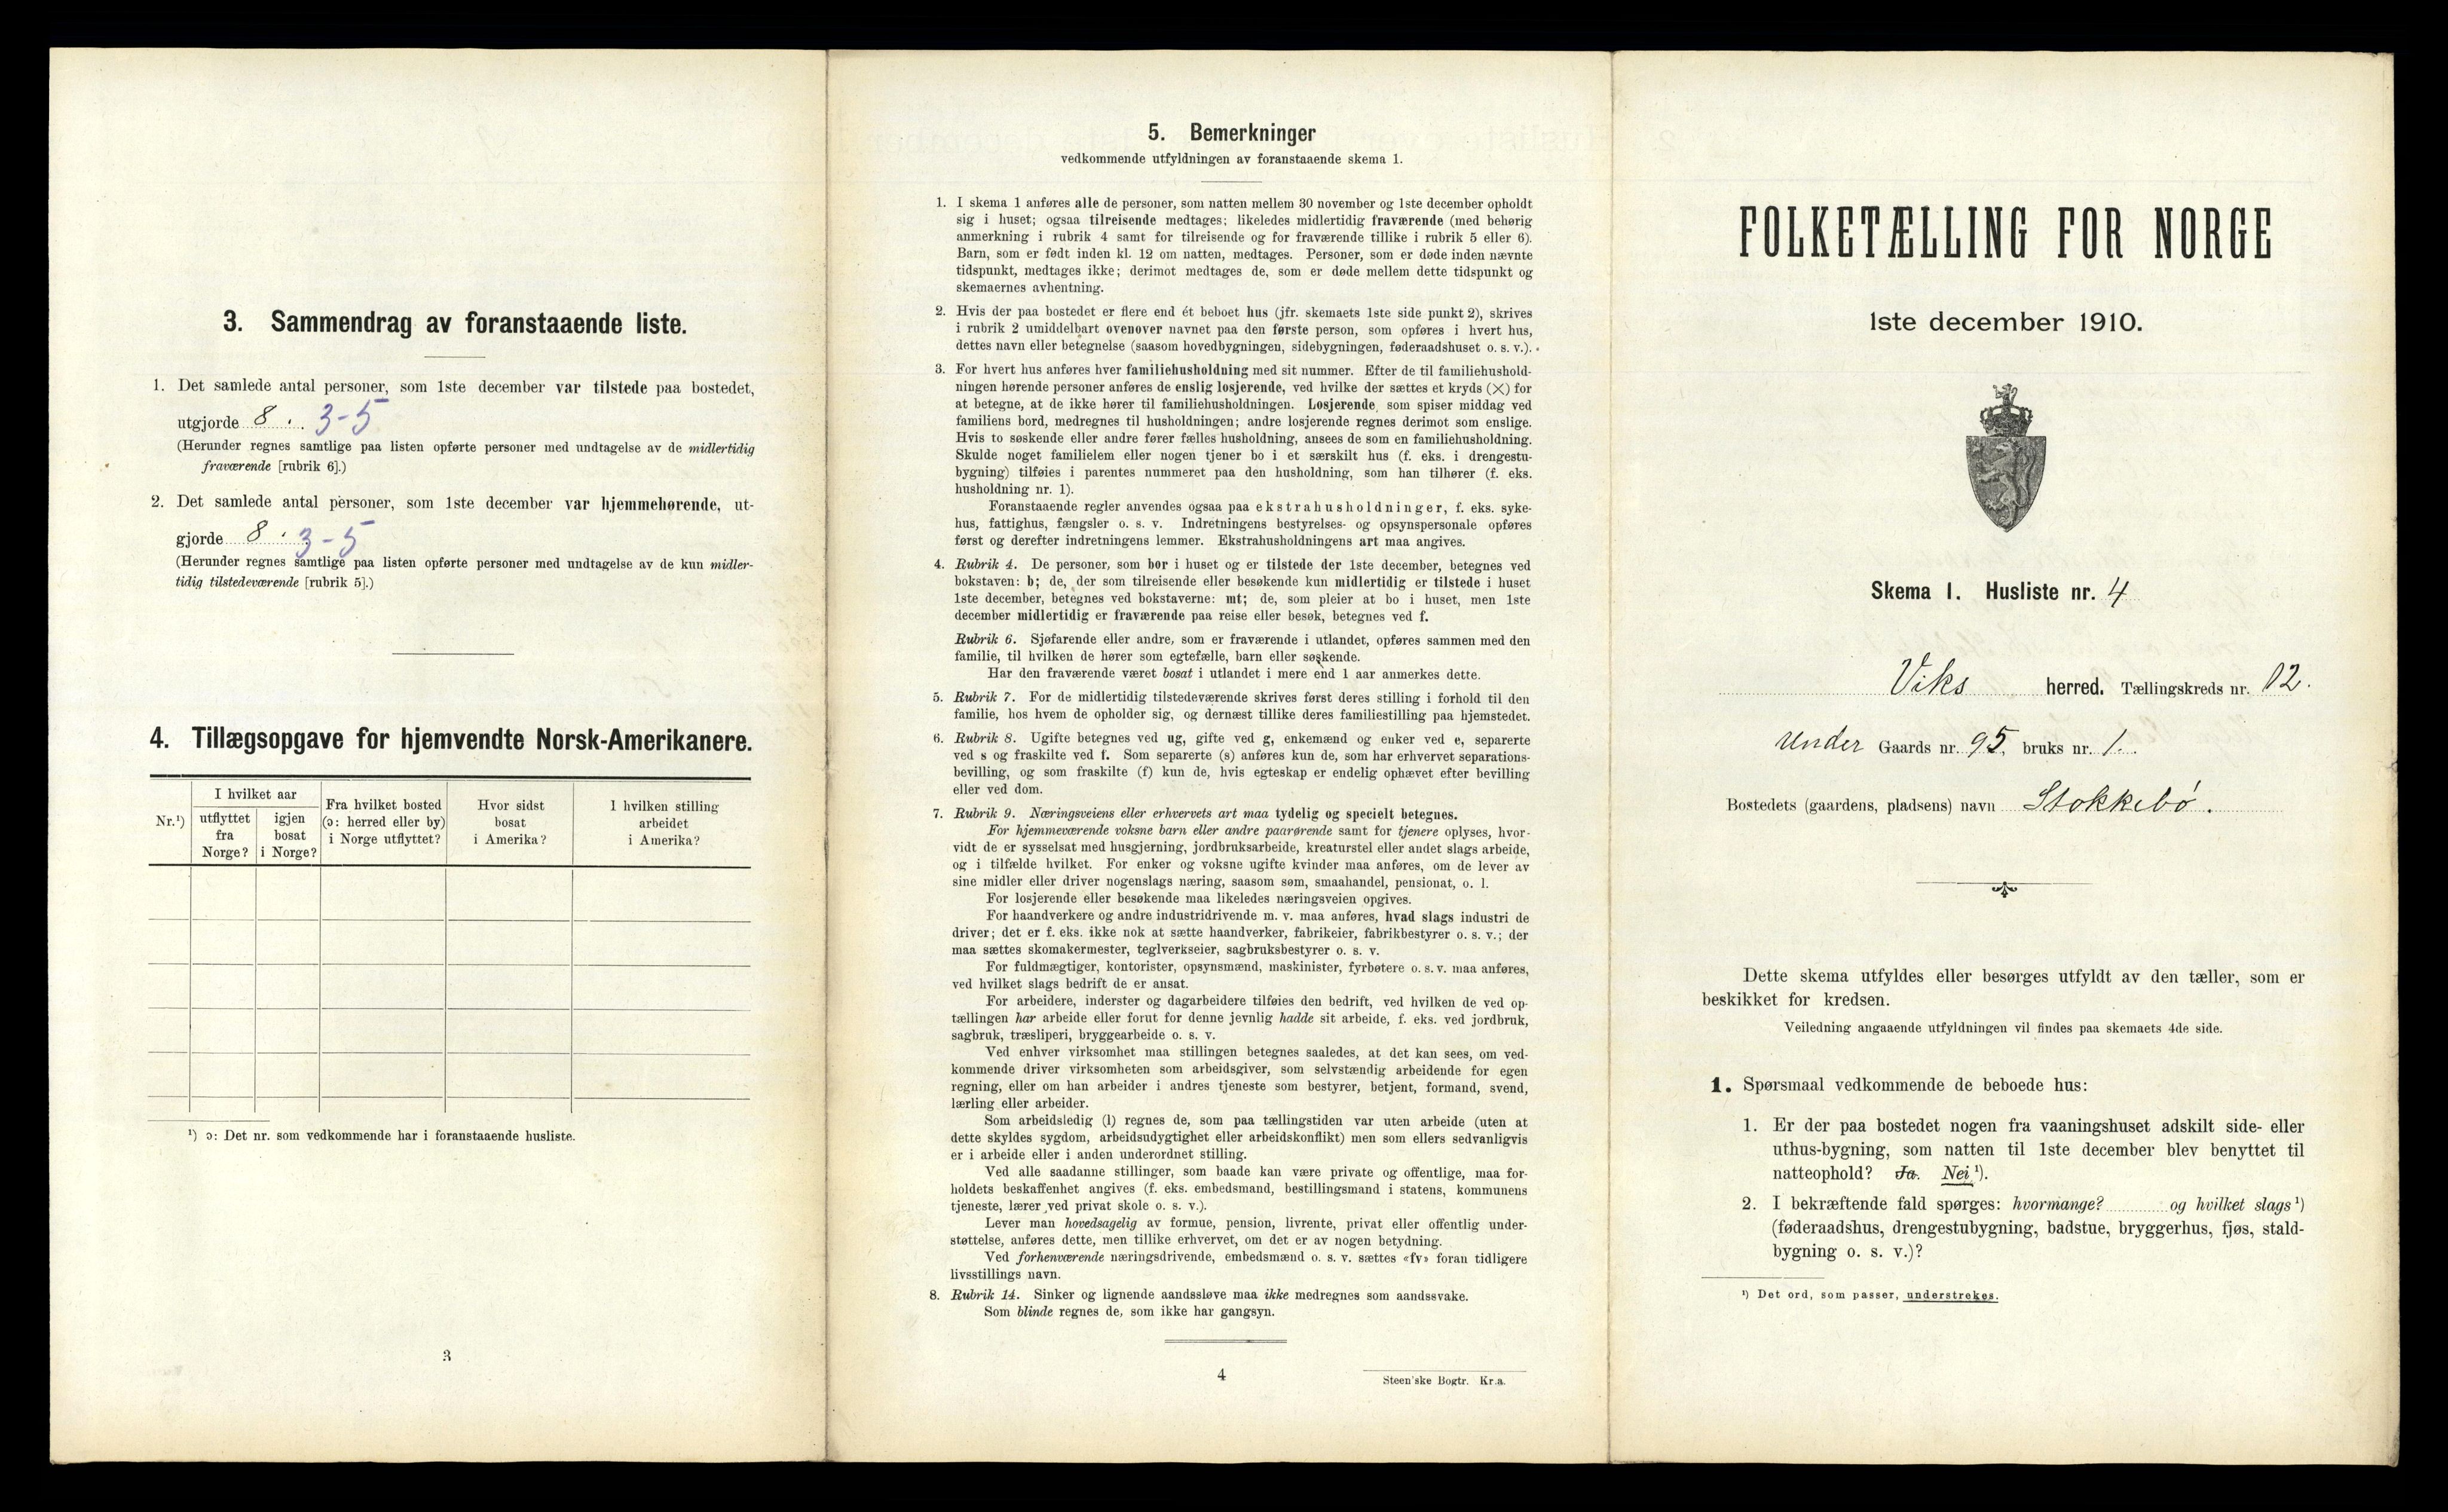 3. Sammendrag av foranstaaende liste.
1. Det samlede antal personer, som 1ste december var tilstede paa bostedet,
utgjorde 8 . 3-5
(Herunder regnes samtlige paa listen opførte personer med undtagelse av de midlertidig
fraværende [rubrik 6].)
2. Det samlede antal personer, som 1ste december var hjemmehørende, ut-
gjorde 8 . 3-5
(Herunder regnes samtlige paa listen opførte personer med undtagelse av de kun midler-
tidig tilstedeværende [rubrik 5].)
4. Tillægsopgave for hjemvendte Norsk-Amerikanere.
Nr.¹)
I hvilket aar
utflyttet
fra
Norge?
igjen
bosat
i Norge?
Fra hvilket bosted
(ɔ: herred eller by)
i Norge utflyttet?
Hvor sidst
bosat
i Amerika?
I hvilken stilling
arbeidet
i Amerika?
¹) ɔ: Det nr. som vedkommende har i foranstaaende husliste.
3
5. Bemerkninger
vedkommende utfyldningen av foranstaaende skema 1.
1. I skema 1 anføres alle de personer, som natten mellem 30 november og 1ste december opholdt
sig i huset; ogsaa tilreisende medtages; likeledes midlertidig fraværende (med behørig
anmerkning i rubrik 4 samt for tilreisende og for fraværende tillike i rubrik 5 eller 6).
Barn, som er født inden kl. 12 om natten, medtages. Personer, som er døde inden nævnte
tidspunkt, medtages ikke; derimot medtages de, som er døde mellem dette tidspunkt og
skemaernes avhentning.
2. Hvis der paa bostedet er flere end ét beboet hus (jfr. skemaets 1ste side punkt 2), skrives
i rubrik 2 umiddelbart ovenover navnet paa den første person, som opføres i hvert hus,
dettes navn eller betegnelse (saasom hovedbygningen, sidebygningen, føderaadshuset o. s. v.).
3. For hvert hus anføres hver familiehusholdning med sit nummer. Efter de til familiehushold-
ningen hørende personer anføres de enslig losjerende, ved hvilke der sættes et kryds (×) for
at betegne, at de ikke hører til familiehusholdningen. Losjerende som spiser middag ved
familiens bord, medregnes til husholdningen; andre losjerende regnes derimot som enslige.
Hvis to søskende eller andre fører fælles husholdning, ansees de som en familiehusholdning.
Skulde noget familielem eller nogen tjener bo i et særskilt hus (f. eks. i drengestu-
bygning) tilføies i parentes nummeret paa den husholdning, som han tilhører (f. eks.
husholdning nr. 1).
Foranstaaende regler anvendes ogsaa paa ekstrahusholdninger, f. eks. syke-
hus, fattighus, fængsler o. s. v. Indretningens bestyrelses- og opsynspersonale opføres
først og derefter indretningens lemmer. Ekstrahusholdningens art maa angives.
4. Rubrik 4. De personer, som bor i huset og er tilstede der 1ste december, betegnes ved
bokstaven: b; de, der som tilreisende eller besøkende kun midlertidig er tilstede i huset
1ste december, betegnes ved bokstaverne: mt; de, som pleier at bo i huset, men 1ste
december midlertidig er fraværende paa reise eller besøk, betegnes ved f.
Rubrik 6. Sjøfarende eller andre, som er fraværende i utlandet, opføres sammen med den
familie, til hvilken de hører som egtefælle, barn eller søskende.
Har den fraværende været bosat i utlandet i mere end 1 aar anmerkes dette.
5. Rubrik 7. For de midlertidig tilstedeværende skrives først deres stilling i forhold til den
familie, hos hvem de opholder sig, og dernæst tillike deres familiestilling paa hjemstedet.
6. Rubrik 8. Ugifte betegnes ved ug, gifte ved g, enkemænd og enker ved e, separerte
ved s og fraskilte ved f. Som separerte (s) anføres kun de, som har erhvervet separations-
bevilling, og som fraskilte (f) kun de, hvis egteskap er endelig ophævet efter bevilling
eller ved dom.
7. Rubrik 9. Næringsveiens eller erhvervets art maa tydelig og specielt betegnes.
For hjemmeværende voksne barn eller andre paarørende samt for tjenere oplyses, hvor-
vidt de er sysselsat med husgjerning, jordbruksarbeide, kreaturstel eller andet slags arbeide,
og i tilfælde hvilket. For enker og voksne ugifte kvinder maa anføres, om de lever av
sine midler eller driver nogenslags næring, saasom søm, smaahandel, pensionat, o. l.
For losjerende eller besøkende maa likeledes næringsveien opgives.
For haandverkere og andre industridrivende m. v. maa anføres, hvad slags industri de
driver; det er f. eks. ikke nok at sætte haandverker, fabrikeier, fabrikbestyrer o. s. v.; der
maa sættes skomakermester, teglverkseier, sagbruksbestyrer o. s. v.
For fuldmægtiger, kontorister, opsynsmænd, maskinister, fyrbøtere o. s. v. maa anføres,
ved hvilket slags bedrift de er ansat.
For arbeidere, inderster og dagarbeidere tilføies den bedrift, ved hvilken de ved op-
tællingen har arbeide eller forut for denne jevnlig hadde sit arbeide, f. eks. ved jordbruk,
sagbruk, træsliperi, bryggearbeide o. s. v.
Ved enhver virksomhet maa stillingen betegnes saaledes, at det kan sees, om ved-
kommende driver virksomheten som arbeidsgiver, som selvstændig arbeidende for egen
regning, eller om han arbeider i andres tjeneste som bestyrer, betjent, formand, svend,
lærling eller arbeider.
Som arbeidsledig (l) regnes de, som paa tællingstiden var uten arbeide (uten at
dette skyldes sygdom, arbeidsudygtighet eller arbeidskonflikt) men som ellers sedvanligvis
er i arbeide eller i anden underordnet stilling.
Ved alle saadanne stillinger, som baade kan være private og offentlige, maa for-
holdets beskaffenhet angives (f. eks. embedsmand, bestillingsmand i statens, kommunens
tjeneste, lærer ved privat skole o. s. v.).
Lever man hovedsagelig av formue, pension, livrente, privat eller offentlig under-
støttelse, anføres dette, men tillike erhvervet, om det er av nogen betydning.
Ved forhenværende næringsdrivende, embedsmænd o. s. v. sættes «fv» foran tidligere
livsstillings navn.
8. Rubrik 14. Sinker og lignende aandssløve maa ikke medregnes som aandssvake.
Som blinde regnes de, som ikke har gangsyn.
4
Steen'ske Bogtr. Kr.a.
FOLKETÆLLING FOR NORGE
1ste december 1910.
Skema 1. Husliste nr. 4
Viks herred. Tællingskreds nr. 12.
under Gaards nr. 95, bruks nr. 1.
Bostedets (gaardens, pladsens) navn Stokkebø.
Dette skema utfyldes eller besørges utfyldt av den tæller, som er
beskikket for kredsen.
Veiledning angaaende utfyldningen vil findes paa skemaets 4de side.
1. Spørsmaal vedkommende de beboede hus:
1. Er der paa bostedet nogen fra vaaningshuset adskilt side- eller
uthus-bygning, som natten til 1ste december blev benyttet til
natteophold? Ja. Nei ¹).
2. I bekræftende fald spørges: hvormange? og hvilket slags ¹)
(føderaadshus, drengestubygning, badstue, bryggerhus, fjøs, stald-
bygning o. s. v.)?
¹) Det ord, som passer, understrekes.